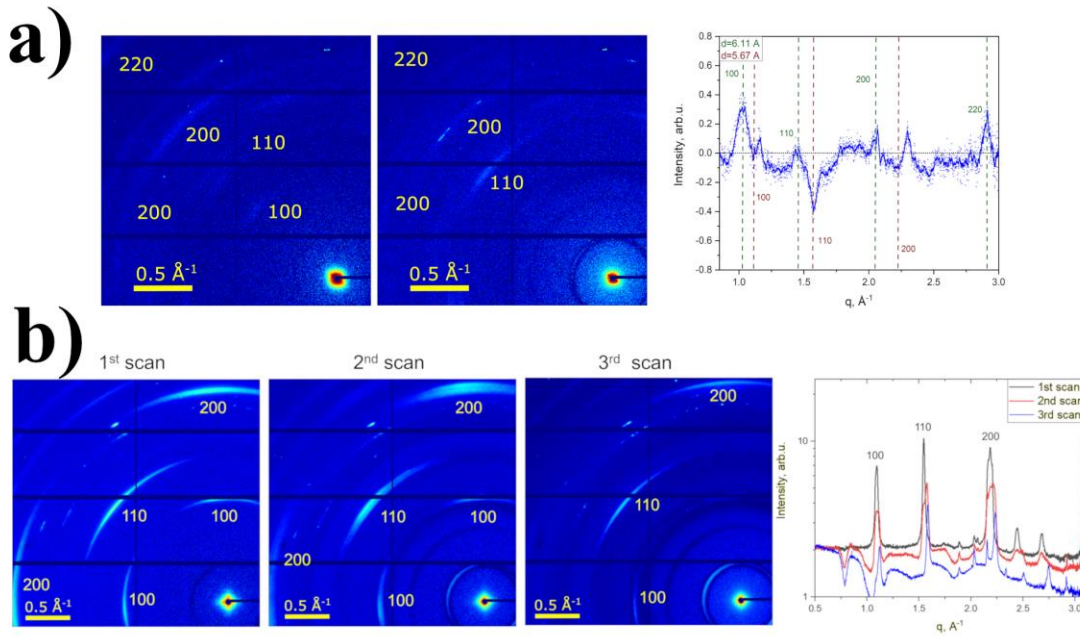 a)
220
200
110
200
100
0.5 Å⁻¹
220
200
110
200
0.5 Å⁻¹
d=6.11 A
d=5.67 A
100
200
110
220
100
110
200
0.8
0.6
0.4
0.2
0.0
-0.2
-0.4
-0.6
-0.8
Intensity, arb.u.
1.0 1.5 2.0 2.5 3.0
q, Å⁻¹
b)
1st scan
200
110
100
200
100
0.5 Å⁻¹
2nd scan
200
110
100
200
100
0.5 Å⁻¹
3rd scan
200
110
100
100
0.5 Å⁻¹
1st scan
2nd scan
3rd scan
100
110
200
10
1
Intensity, arb.u.
0.5 1.0 1.5 2.0 2.5 3.0
q, Å⁻¹